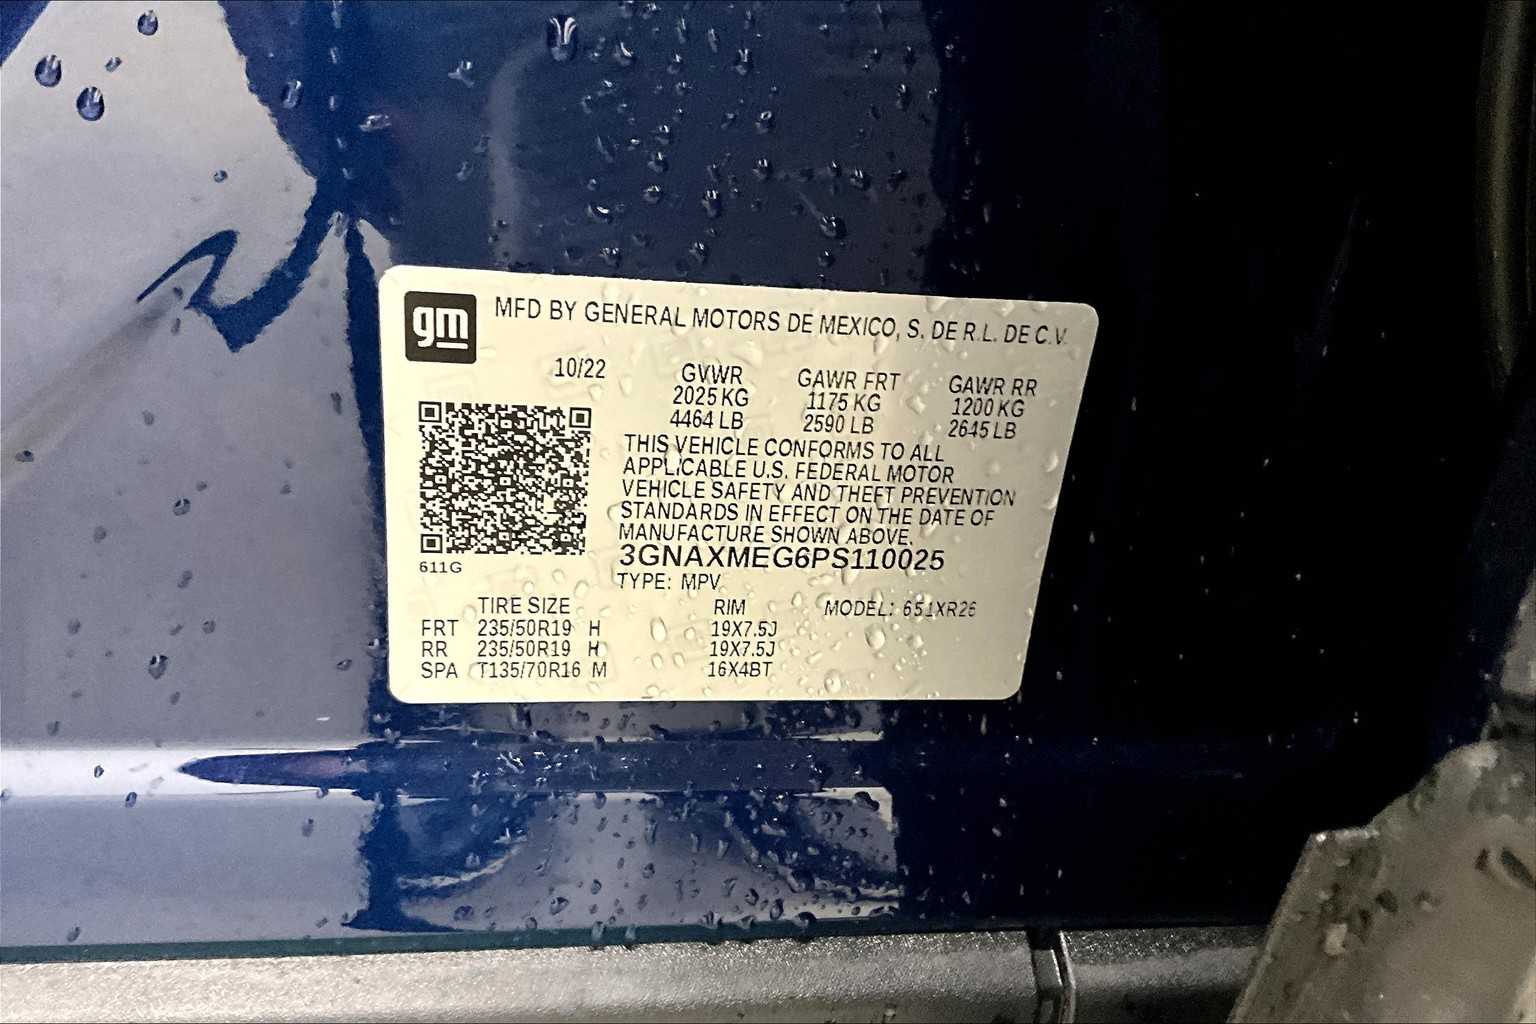 gm
MFD BY GENERAL MOTORS DE MEXICO, S. DE R.L. DE C.V.
10/22 GVWR GAWR FRT GAWR RR
2025 KG 1175 KG 1200 KG
4464 LB 2590 LB 2645 LB
THIS VEHICLE CONFORMS TO ALL
APPLICABLE U.S. FEDERAL MOTOR
VEHICLE SAFETY AND THEFT PREVENTION
STANDARDS IN EFFECT ON THE DATE OF
MANUFACTURE SHOWN ABOVE.
3GNAXMEG6PS110025
611G
TYPE: MPV
TIRE SIZE RIM MODEL: 651XR26
FRT 235/50R19 H 19X7.5J
RR 235/50R19 H 19X7.5J
SPA T135/70R16 M 16X4BT